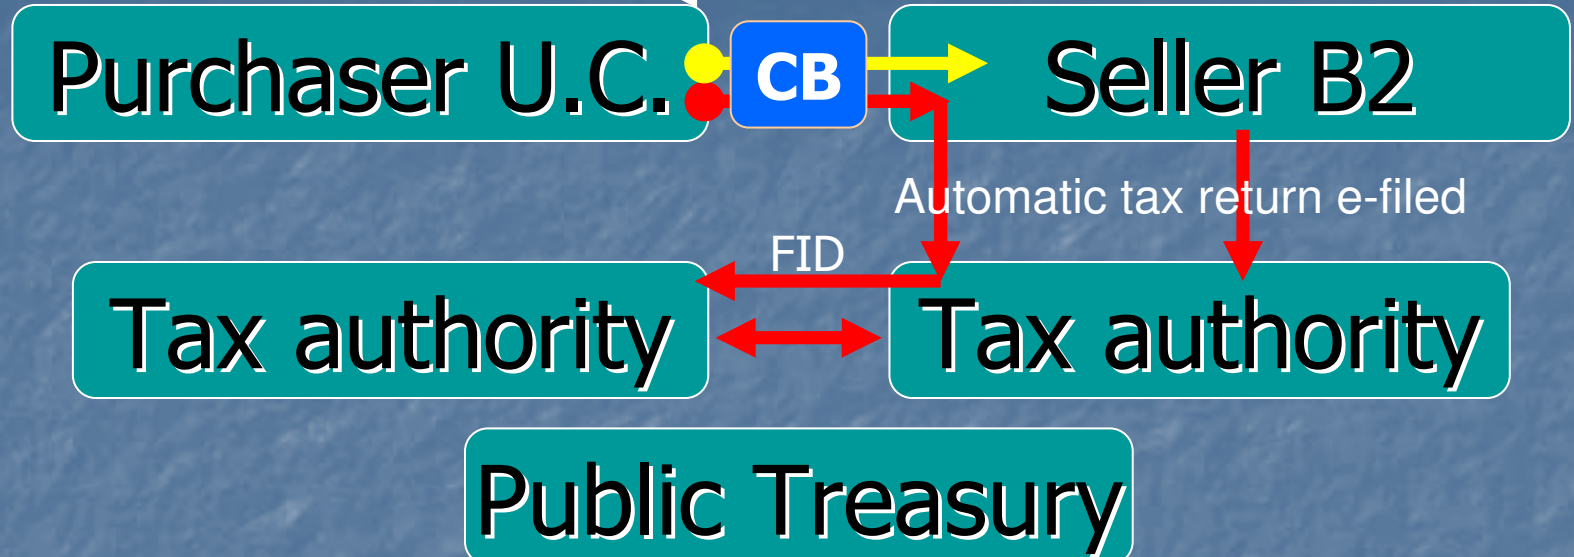 Purchaser U.C.
CB
Seller B2
Automatic tax return e-filed
FID
Tax authority
Tax authority
Public Treasury